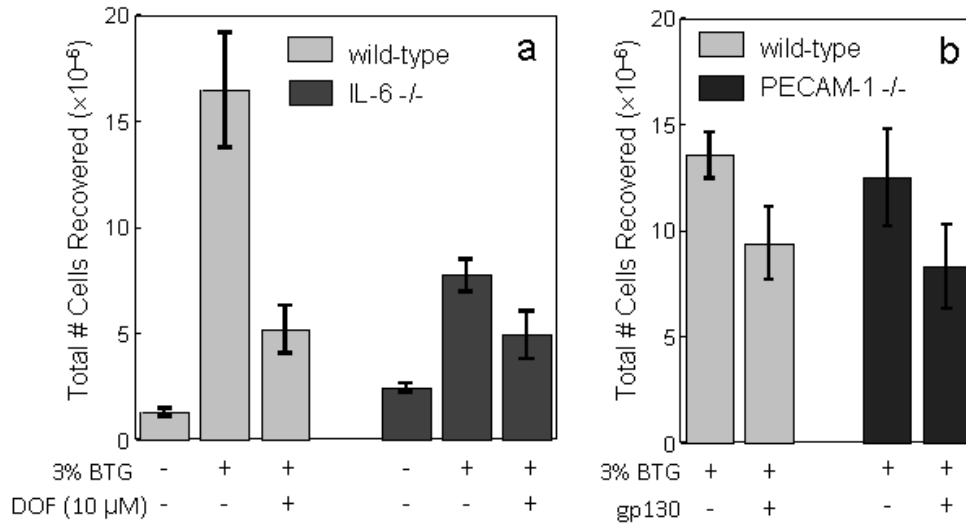 20
15
10
5
0
Total # Cells Recovered (×10⁻⁶)
wild-type
IL-6 -/-
a
3% BTG - + + - + +
DOF (10 µM) - - + - - +
20
15
10
5
0
Total # Cells Recovered (×10⁻⁶)
wild-type
PECAM-1 -/-
b
3% BTG + + + +
gp130 - + - +